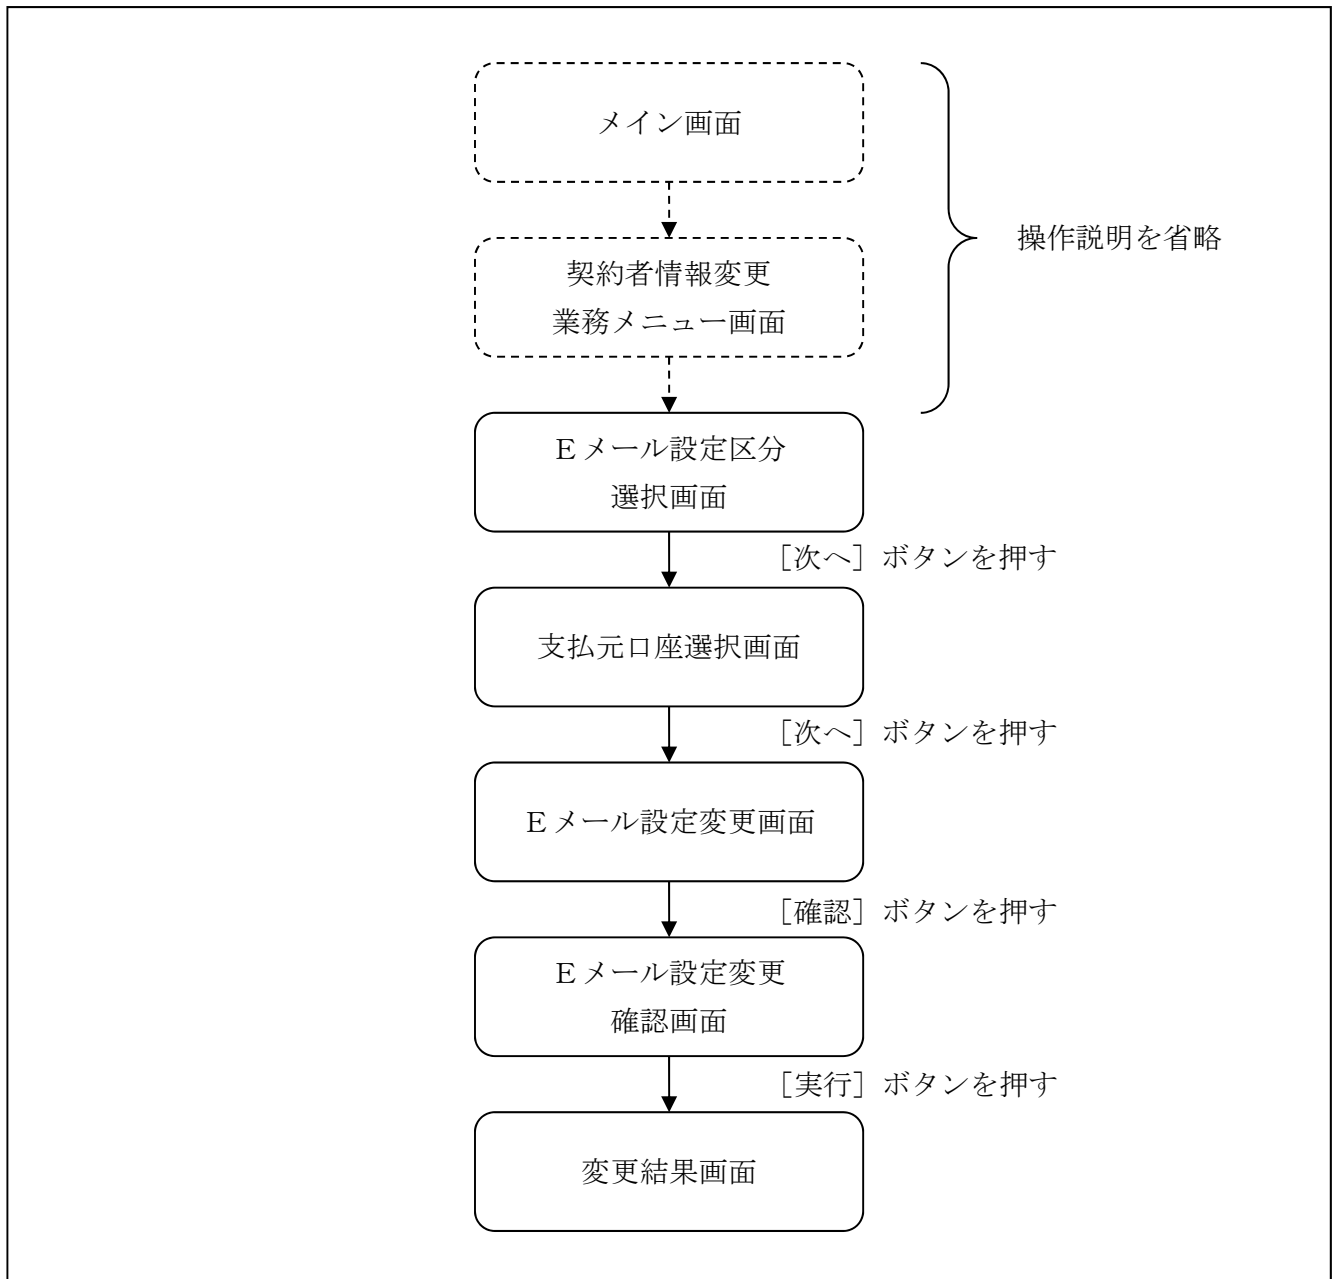 メイン画面
操作説明を省略
契約者情報変更
業務メニュー画面
Ｅメール設定区分
選択画面
［次へ］ボタンを押す
支払元口座選択画面
［次へ］ボタンを押す
Ｅメール設定変更画面
［確認］ボタンを押す
Ｅメール設定変更
確認画面
［実行］ボタンを押す
変更結果画面